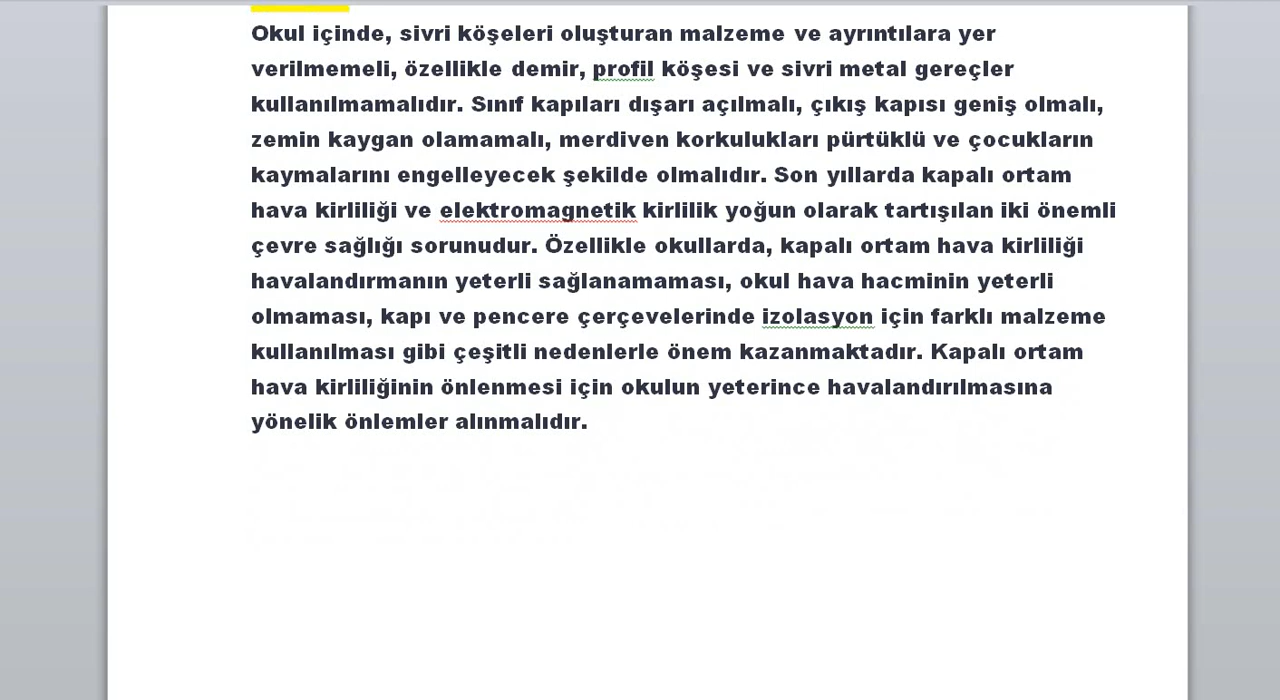 Okul içinde, sivri köşeleri oluşturan malzeme ve ayrıntılara yer
verilmemeli, özellikle demir, profil köşesi ve sivri metal gereçler
kullanılmamalıdır. Sınıf kapıları dışarı açılmalı, çıkış kapısı geniş olmalı,
zemin kaygan olamamalı, merdiven korkulukları pürtüklü ve çocukların
kaymalarını engelleyecek şekilde olmalıdır. Son yıllarda kapalı ortam
hava kirliliği ve elektromagnetik kirlilik yoğun olarak tartışılan iki önemli
çevre sağlığı sorunudur. Özellikle okullarda, kapalı ortam hava kirliliği
havalandırmanın yeterli sağlanamaması, okul hava hacminin yeterli
olmaması, kapı ve pencere çerçevelerinde izolasyon için farklı malzeme
kullanılması gibi çeşitli nedenlerle önem kazanmaktadır. Kapalı ortam
hava kirliliğinin önlenmesi için okulun yeterince havalandırılmasına
yönelik önlemler alınmalıdır.